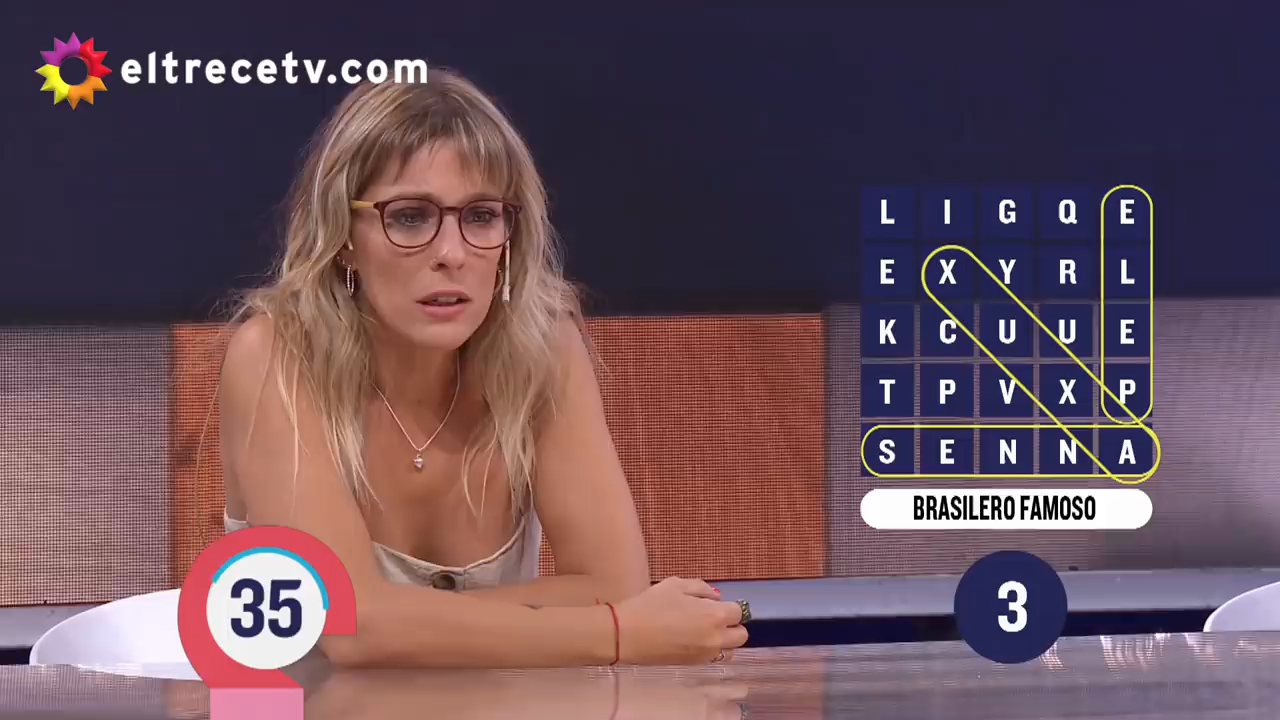 eltrecetv.com
L I G Q E
E X Y R L
K C U U E
T P V X P
S E N N A
BRASILERO FAMOSO
35
3